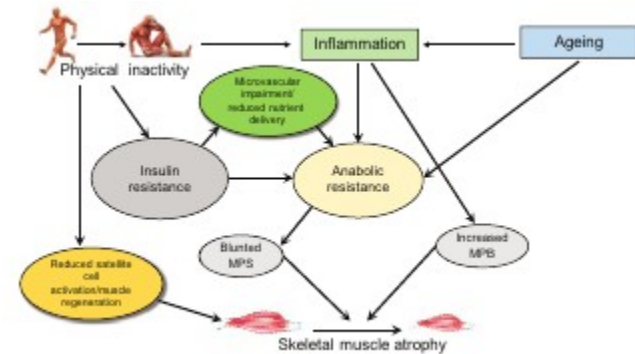 Inflammation
Ageing
Physical inactivity
Microvascular
impairment/
reduced nutrient
delivery
Insulin
resistance
Anabolic
resistance
Blunted
MPS
Increased
MPB
Reduced satellite
cell
activation/muscle
regeneration
Skeletal muscle atrophy